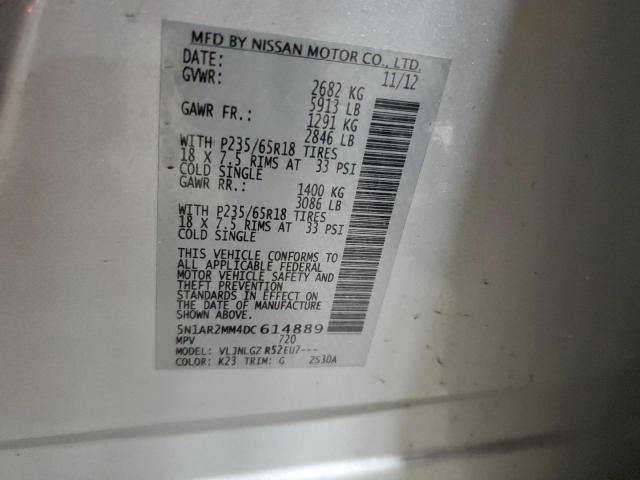 MFD BY NISSAN MOTOR CO., LTD.
DATE: 11/12
GVWR: 2682 KG
5913 LB
GAWR FR.: 1291 KG
2846 LB
WITH P235/65R18 TIRES
18 X 7.5 RIMS AT 33 PSI
COLD SINGLE
GAWR RR.: 1400 KG
3086 LB
WITH P235/65R18 TIRES
18 X 7.5 RIMS AT 33 PSI
COLD SINGLE
THIS VEHICLE CONFORMS TO
ALL APPLICABLE FEDERAL
MOTOR VEHICLE SAFETY AND
THEFT PREVENTION
STANDARDS IN EFFECT ON
DATE OF MANUFACTURE
SHOWN ABOVE.
5N1AR2MM4DC614889
MPV 720
MODEL: VLJNLGZ R52EU7---
COLOR: K23 TRIM: G 2530A